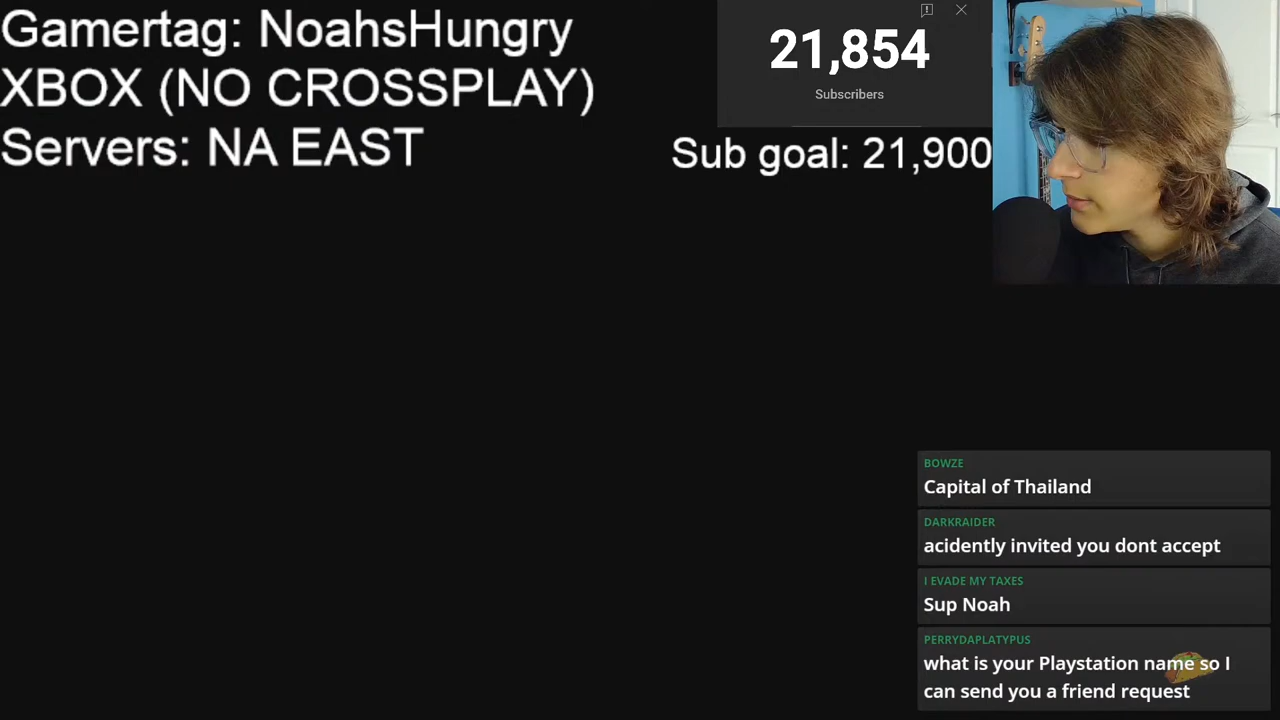 Gamertag: NoahsHungry
XBOX (NO CROSSPLAY)
Servers: NA EAST
21,854
Subscribers
Sub goal: 21,900
BOWZE
Capital of Thailand
DARKRAIDER
acidently invited you dont accept
I EVADE MY TAXES
Sup Noah
PERRYDAPLATYPUS
what is your Playstation name so I
can send you a friend request